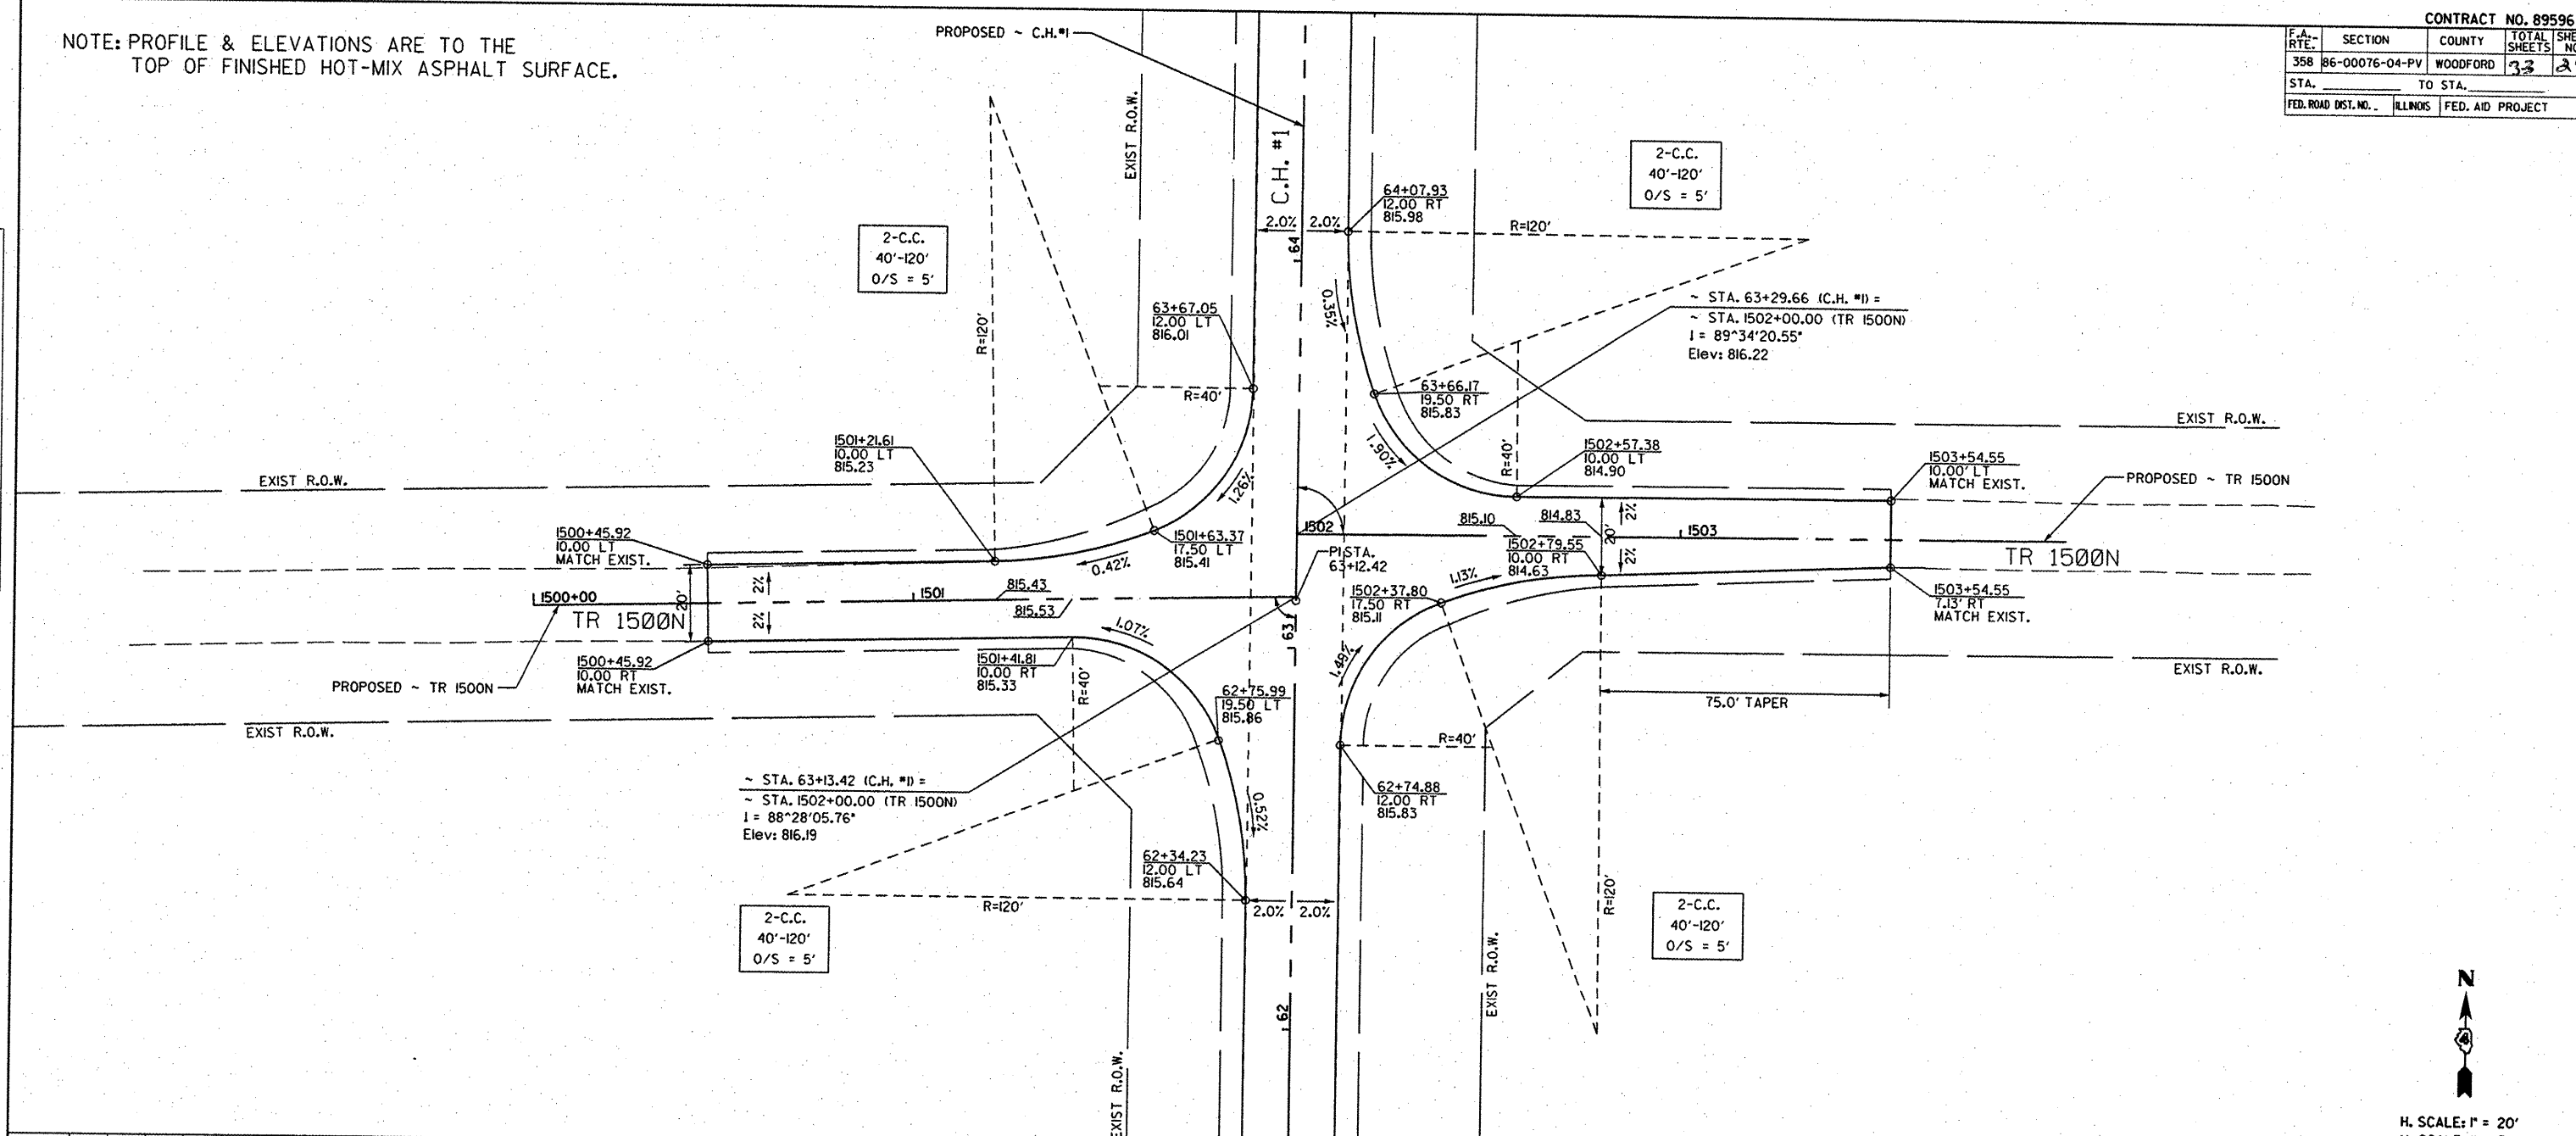 CONTRACT NO. 89596
F.A.- RTE. SECTION COUNTY TOTAL SHEETS
358 86-00076-04-PV WOODFORD 33
STA. ________ TO STA. ________
FED. ROAD DIST. NO. _ ILLINOIS FED. AID PROJECT
NOTE: PROFILE & ELEVATIONS ARE TO THE
TOP OF FINISHED HOT-MIX ASPHALT SURFACE.
PROPOSED ~ C.H.#1
EXIST R.O.W.
C.H. #1
2-C.C.
40'-120'
O/S = 5'
64+07.93
12.00 RT
815.98
2.0% 2.0%
R=120'
64
2-C.C.
40'-120'
O/S = 5'
R=120'
63+67.05
12.00 LT
816.01
0.35%
~ STA. 63+29.66 (C.H. #1) =
~ STA. 1502+00.00 (TR 1500N)
I = 89^34'20.55"
Elev: 816.22
R=40'
63+66.17
19.50 RT
815.83
EXIST R.O.W.
1501+21.61
10.00 LT
815.23
1.90%
R=40'
1502+57.38
10.00 LT
814.90
1503+54.55
10.00' LT
MATCH EXIST.
PROPOSED ~ TR 1500N
EXIST R.O.W.
1.26%
1500+45.92
10.00 LT
MATCH EXIST.
1501+63.37
17.50 LT
815.41
0.42%
1502
815.10
814.83
20'
2%
2%
1503
TR 1500N
P.I STA.
63+12.42
1502+79.55
10.00 RT
814.63
1500+00
TR 1500N
20'
2%
2%
1501
815.43
815.53
63
1502+37.80
17.50 RT
815.11
1.13%
1503+54.55
7.13' RT
MATCH EXIST.
1.07%
1.49%
1500+45.92
10.00 RT
MATCH EXIST.
1501+41.81
10.00 RT
815.33
R=40'
PROPOSED ~ TR 1500N
62+75.99
19.50 LT
815.86
EXIST R.O.W.
75.0' TAPER
EXIST R.O.W.
R=40'
~ STA. 63+13.42 (C.H. #1) =
~ STA. 1502+00.00 (TR 1500N)
I = 88^28'05.76"
Elev: 816.19
0.52%
62+74.88
12.00 RT
815.83
62+34.23
12.00 LT
815.64
R=120'
2.0% 2.0%
R=120'
2-C.C.
40'-120'
O/S = 5'
2-C.C.
40'-120'
O/S = 5'
EXIST R.O.W.
62
EXIST R.O.W.
N
H. SCALE: 1" = 20'